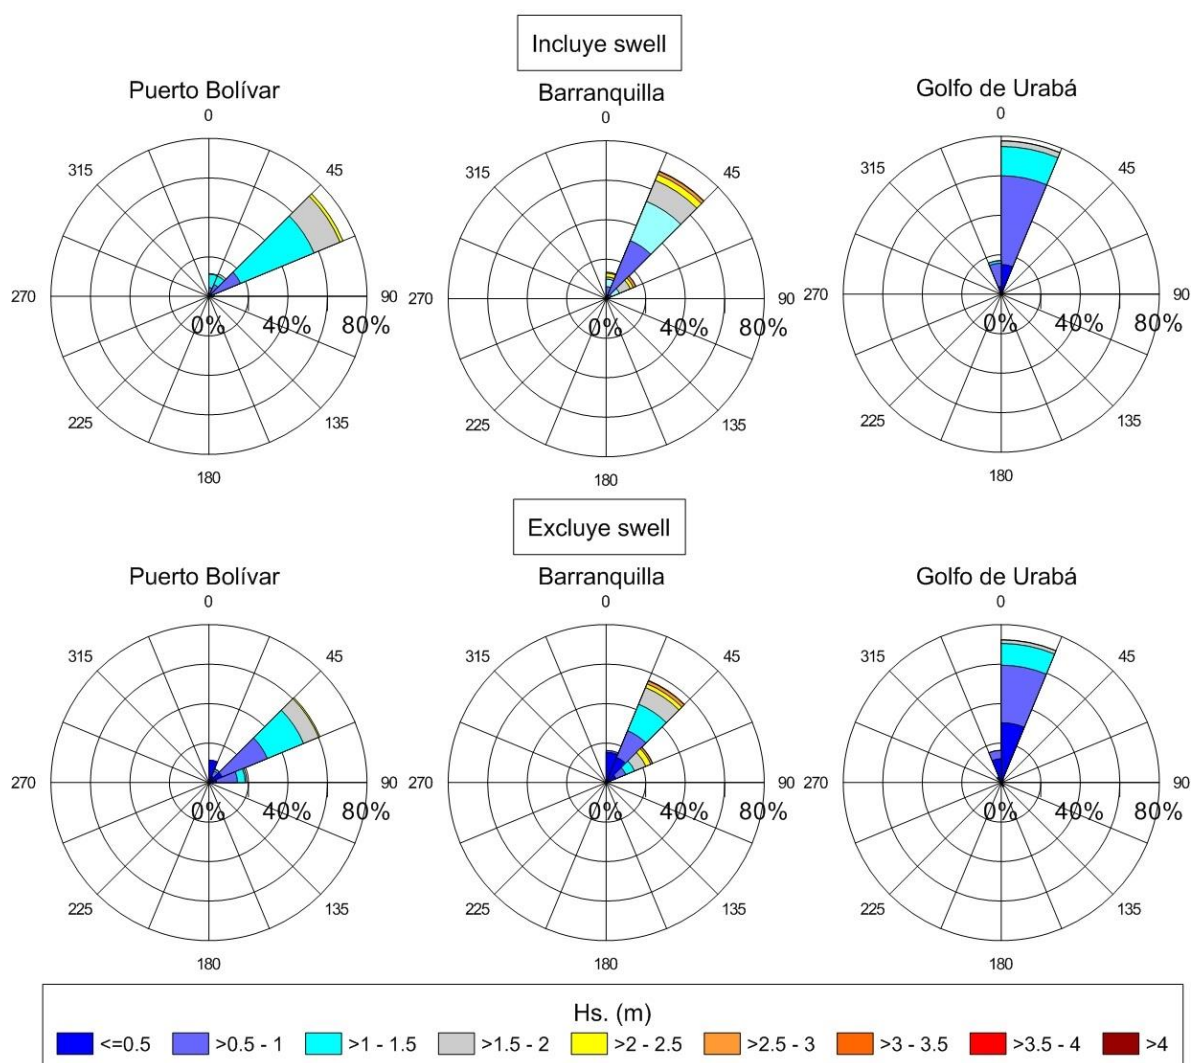 Incluye swell
Puerto Bolívar Barranquilla Golfo de Urabá
0 0 0
315 45 315 45 315 45
270 0% 40% 80% 90 270 0% 40% 80% 90 270 0% 40% 80% 90
225 135 225 135 225 135
180 180 180
Excluye swell
Puerto Bolívar Barranquilla Golfo de Urabá
0 0 0
315 45 315 45 315 45
270 0% 40% 80% 90 270 0% 40% 80% 90 270 0% 40% 80% 90
225 135 225 135 225 135
180 180 180
Hs. (m)
<=0.5 >0.5 - 1 >1 - 1.5 >1.5 - 2 >2 - 2.5 >2.5 - 3 >3 - 3.5 >3.5 - 4 >4